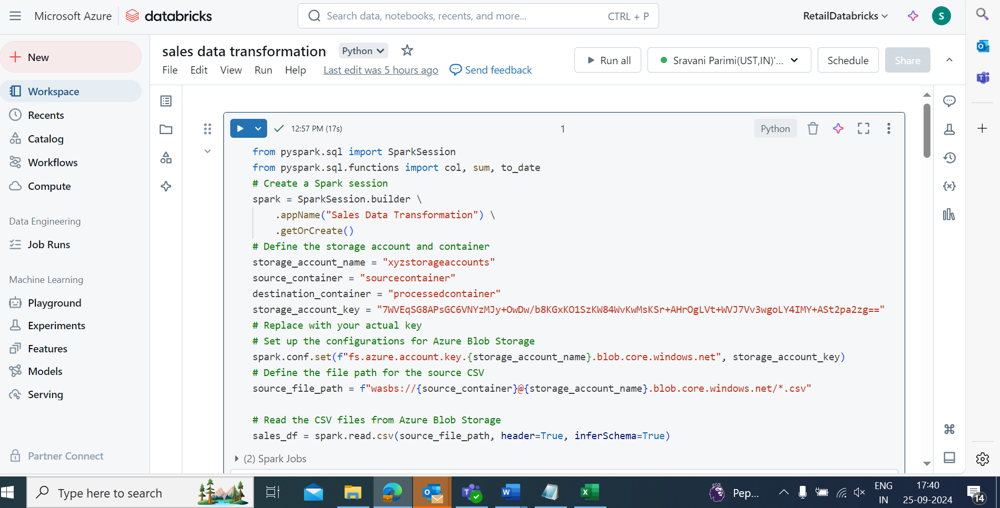 Microsoft Azure
databricks
Search data, notebooks, recents, and more...
CTRL + P
RetailDatabricks
S
New
Workspace
Recents
Catalog
Workflows
Compute
Data Engineering
Job Runs
Machine Learning
Playground
Experiments
Features
Models
Serving
Partner Connect
sales data transformation
Python
File Edit View Run Help
Last edit was 5 hours ago
Send feedback
Run all
Sravani Parimi(UST,IN)'...
Schedule
Share
12:57 PM (17s)
1
Python
from pyspark.sql import SparkSession
from pyspark.sql.functions import col, sum, to_date
# Create a Spark session
spark = SparkSession.builder \
.appName("Sales Data Transformation") \
.getOrCreate()
# Define the storage account and container
storage_account_name = "xyzstorageaccounts"
source_container = "sourcecontainer"
destination_container = "processedcontainer"
storage_account_key = "7WVEqSG8APsGC6VNYzMJy+OwDw/b8KGxKO1SzKW84WvKwMsKSr+AHrOgLVt+WVJ7Vv3wgoLY4IMY+ASt2pa2zg=="
# Replace with your actual key
# Set up the configurations for Azure Blob Storage
spark.conf.set(f"fs.azure.account.key.{storage_account_name}.blob.core.windows.net", storage_account_key)
# Define the file path for the source CSV
source_file_path = f"wasbs://{source_container}@{storage_account_name}.blob.core.windows.net/*.csv"
# Read the CSV files from Azure Blob Storage
sales_df = spark.read.csv(source_file_path, header=True, inferSchema=True)
(2) Spark Jobs
Type here to search
Pep...
ENG
IN
17:40
25-09-2024
14